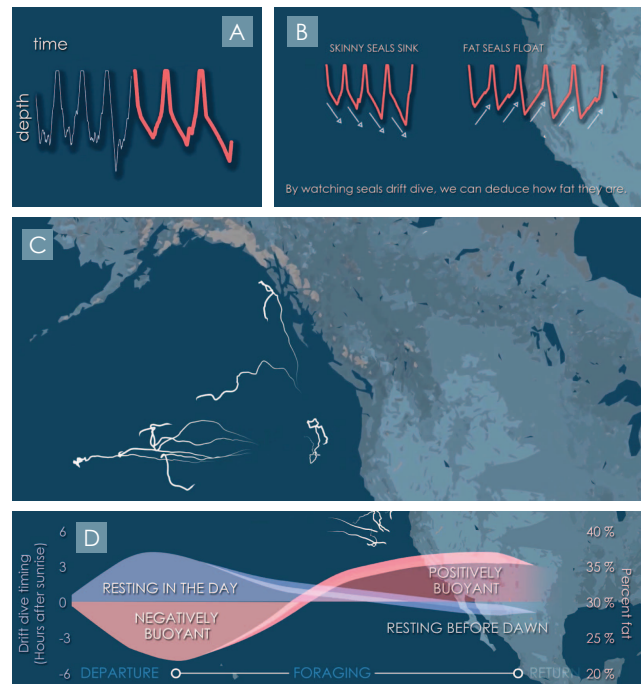 A
time
depth
B
SKINNY SEALS SINK
FAT SEALS FLOAT
By watching seals drift dive, we can deduce how fat they are.
C
D
Drift dive timing
(Hours after sunrise)
6
3
0
-3
-6
RESTING IN THE DAY
NEGATIVELY
BUOYANT
POSITIVELY
BUOYANT
RESTING BEFORE DAWN
40 %
35 %
30 %
25 %
20 %
Percent fat
DEPARTURE
FORAGING
RETURN